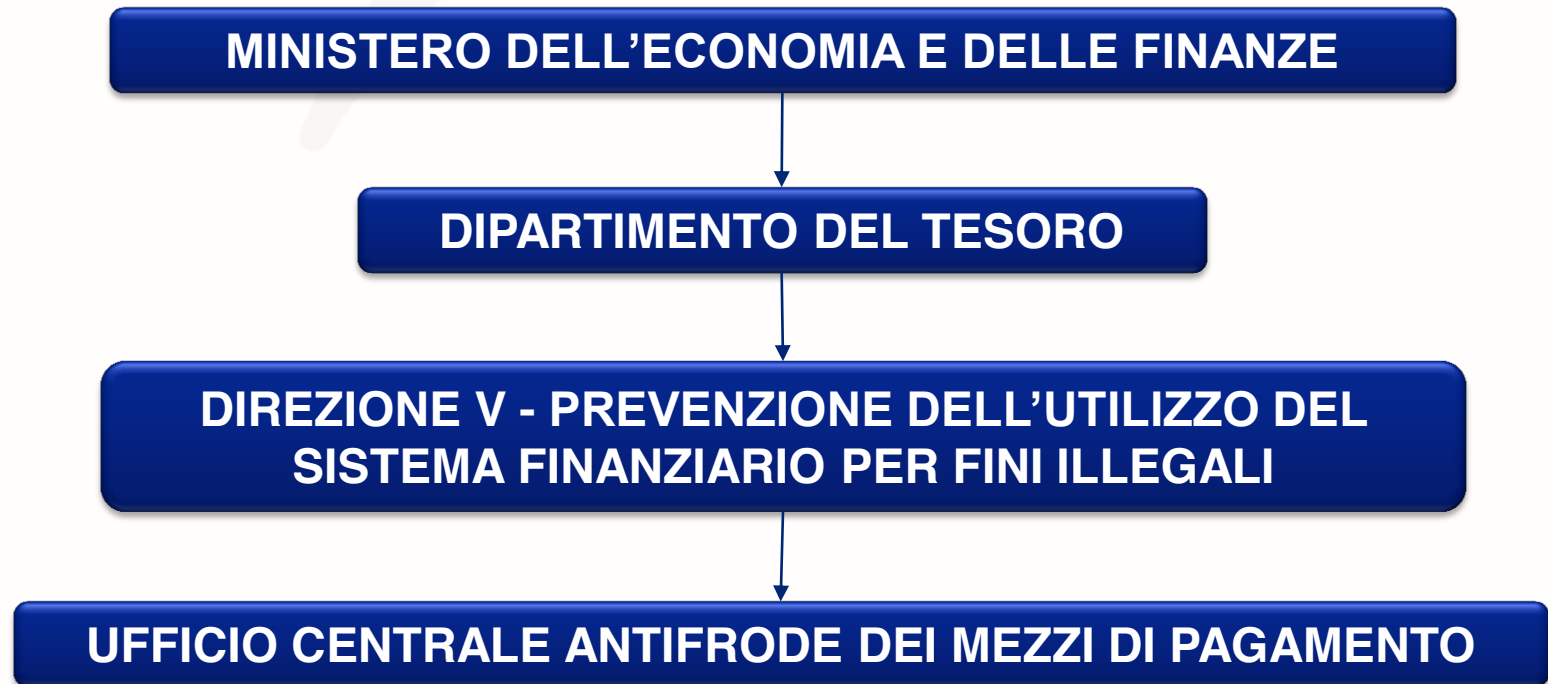 MINISTERO DELL’ECONOMIA E DELLE FINANZE
DIPARTIMENTO DEL TESORO
DIREZIONE V - PREVENZIONE DELL’UTILIZZO DEL
SISTEMA FINANZIARIO PER FINI ILLEGALI
UFFICIO CENTRALE ANTIFRODE DEI MEZZI DI PAGAMENTO